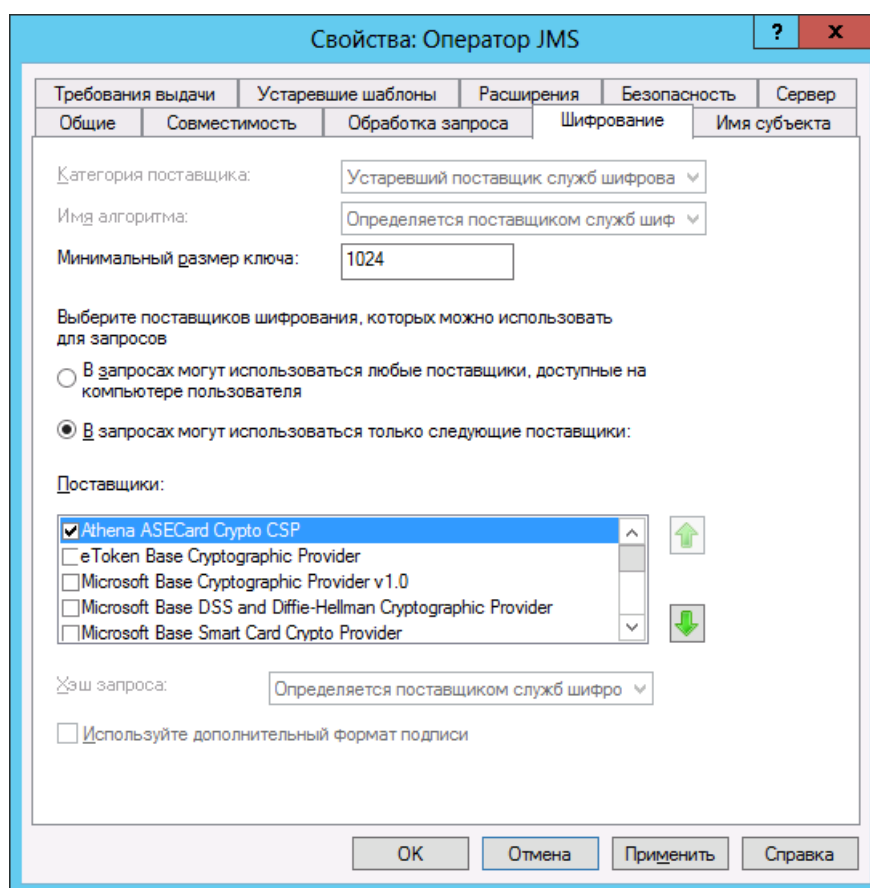 Свойства: Оператор JMS
? x
Требования выдачи Устаревшие шаблоны Расширения Безопасность Сервер
Общие Совместимость Обработка запроса Шифрование Имя субъекта
Категория поставщика: Устаревший поставщик служб шифрова
Имя алгоритма: Определяется поставщиком служб шиф
Минимальный размер ключа: 1024
Выберите поставщиков шифрования, которых можно использовать
для запросов
В запросах могут использоваться любые поставщики, доступные на
компьютере пользователя
В запросах могут использоваться только следующие поставщики:
Поставщики:
Athena ASECard Crypto CSP
eToken Base Cryptographic Provider
Microsoft Base Cryptographic Provider v1.0
Microsoft Base DSS and Diffie-Hellman Cryptographic Provider
Microsoft Base Smart Card Crypto Provider
Хэш запроса: Определяется поставщиком служб шифро
Используйте дополнительный формат подписи
OK Отмена Применить Справка